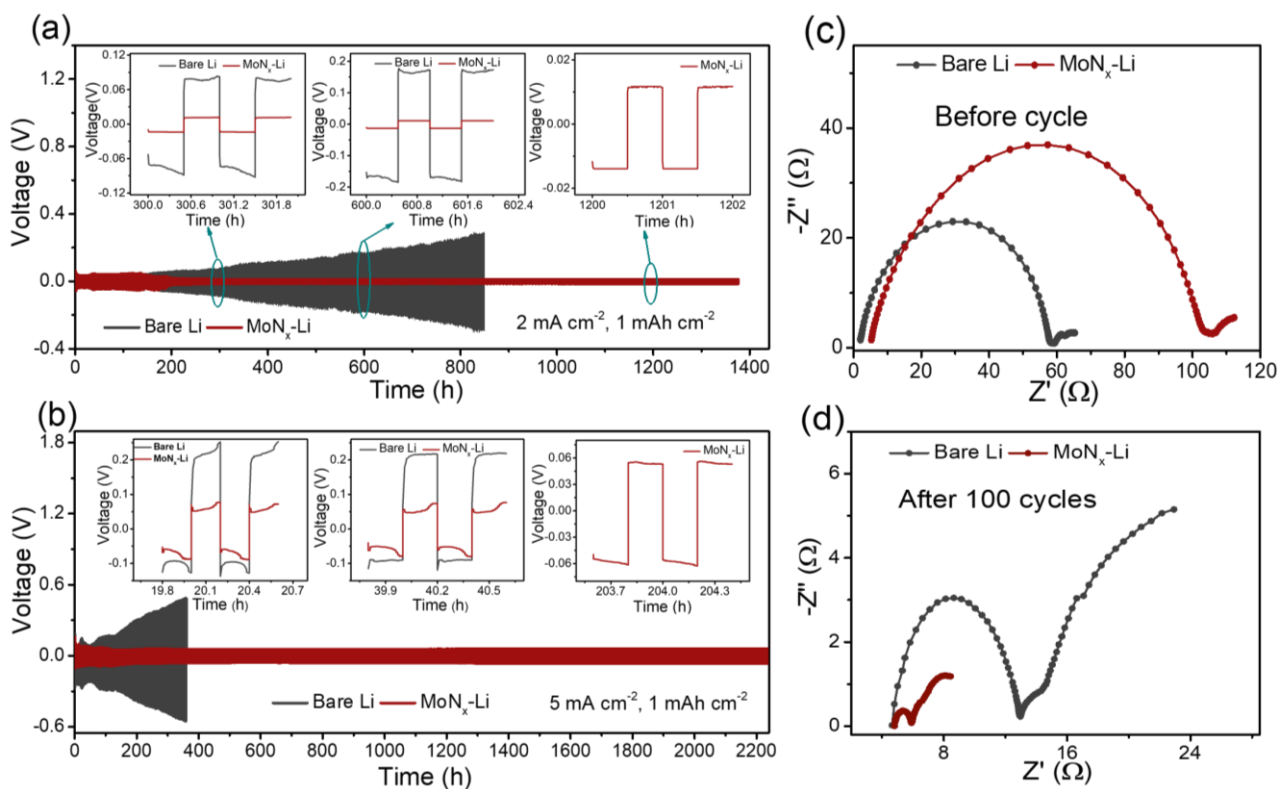 (a)
1.2
0.8
0.4
0.0
-0.4
Voltage (V)
0 200 400 600 800 1000 1200 1400
Time (h)
Bare Li MoNₓ-Li
2 mA cm⁻², 1 mAh cm⁻²
Bare Li MoNₓ-Li
0.12
0.06
0.00
-0.06
-0.12
Voltage(V)
300.0 300.6 301.2 301.8
Time (h)
Bare Li MoNₓ-Li
0.2
0.1
0.0
-0.1
-0.2
Voltage (V)
600.0 600.8 601.6 602.4
Time (h)
MoNₓ-Li
0.02
0.00
-0.02
Voltage (V)
1200 1201 1202
Time (h)
(b)
1.8
1.2
0.6
0.0
-0.6
Voltage (V)
0 200 400 600 800 1000 1200 1400 1600 1800 2000 2200
Time (h)
Bare Li MoNₓ-Li
5 mA cm⁻², 1 mAh cm⁻²
Bare Li
MoNₓ-Li
0.2
0.1
0.0
-0.1
Voltage (V)
19.8 20.1 20.4 20.7
Time (h)
Bare Li MoNₓ-Li
0.2
0.1
0.0
-0.1
Voltage (V)
39.9 40.2 40.5
Time (h)
MoNₓ-Li
0.06
0.03
0.00
-0.03
-0.06
Voltage (V)
203.7 204.0 204.3
Time (h)
(c)
Bare Li MoNₓ-Li
Before cycle
40
20
0
-Z" (Ω)
0 20 40 60 80 100 120
Z' (Ω)
(d)
Bare Li MoNₓ-Li
After 100 cycles
6
4
2
0
-Z" (Ω)
8 16 24
Z' (Ω)